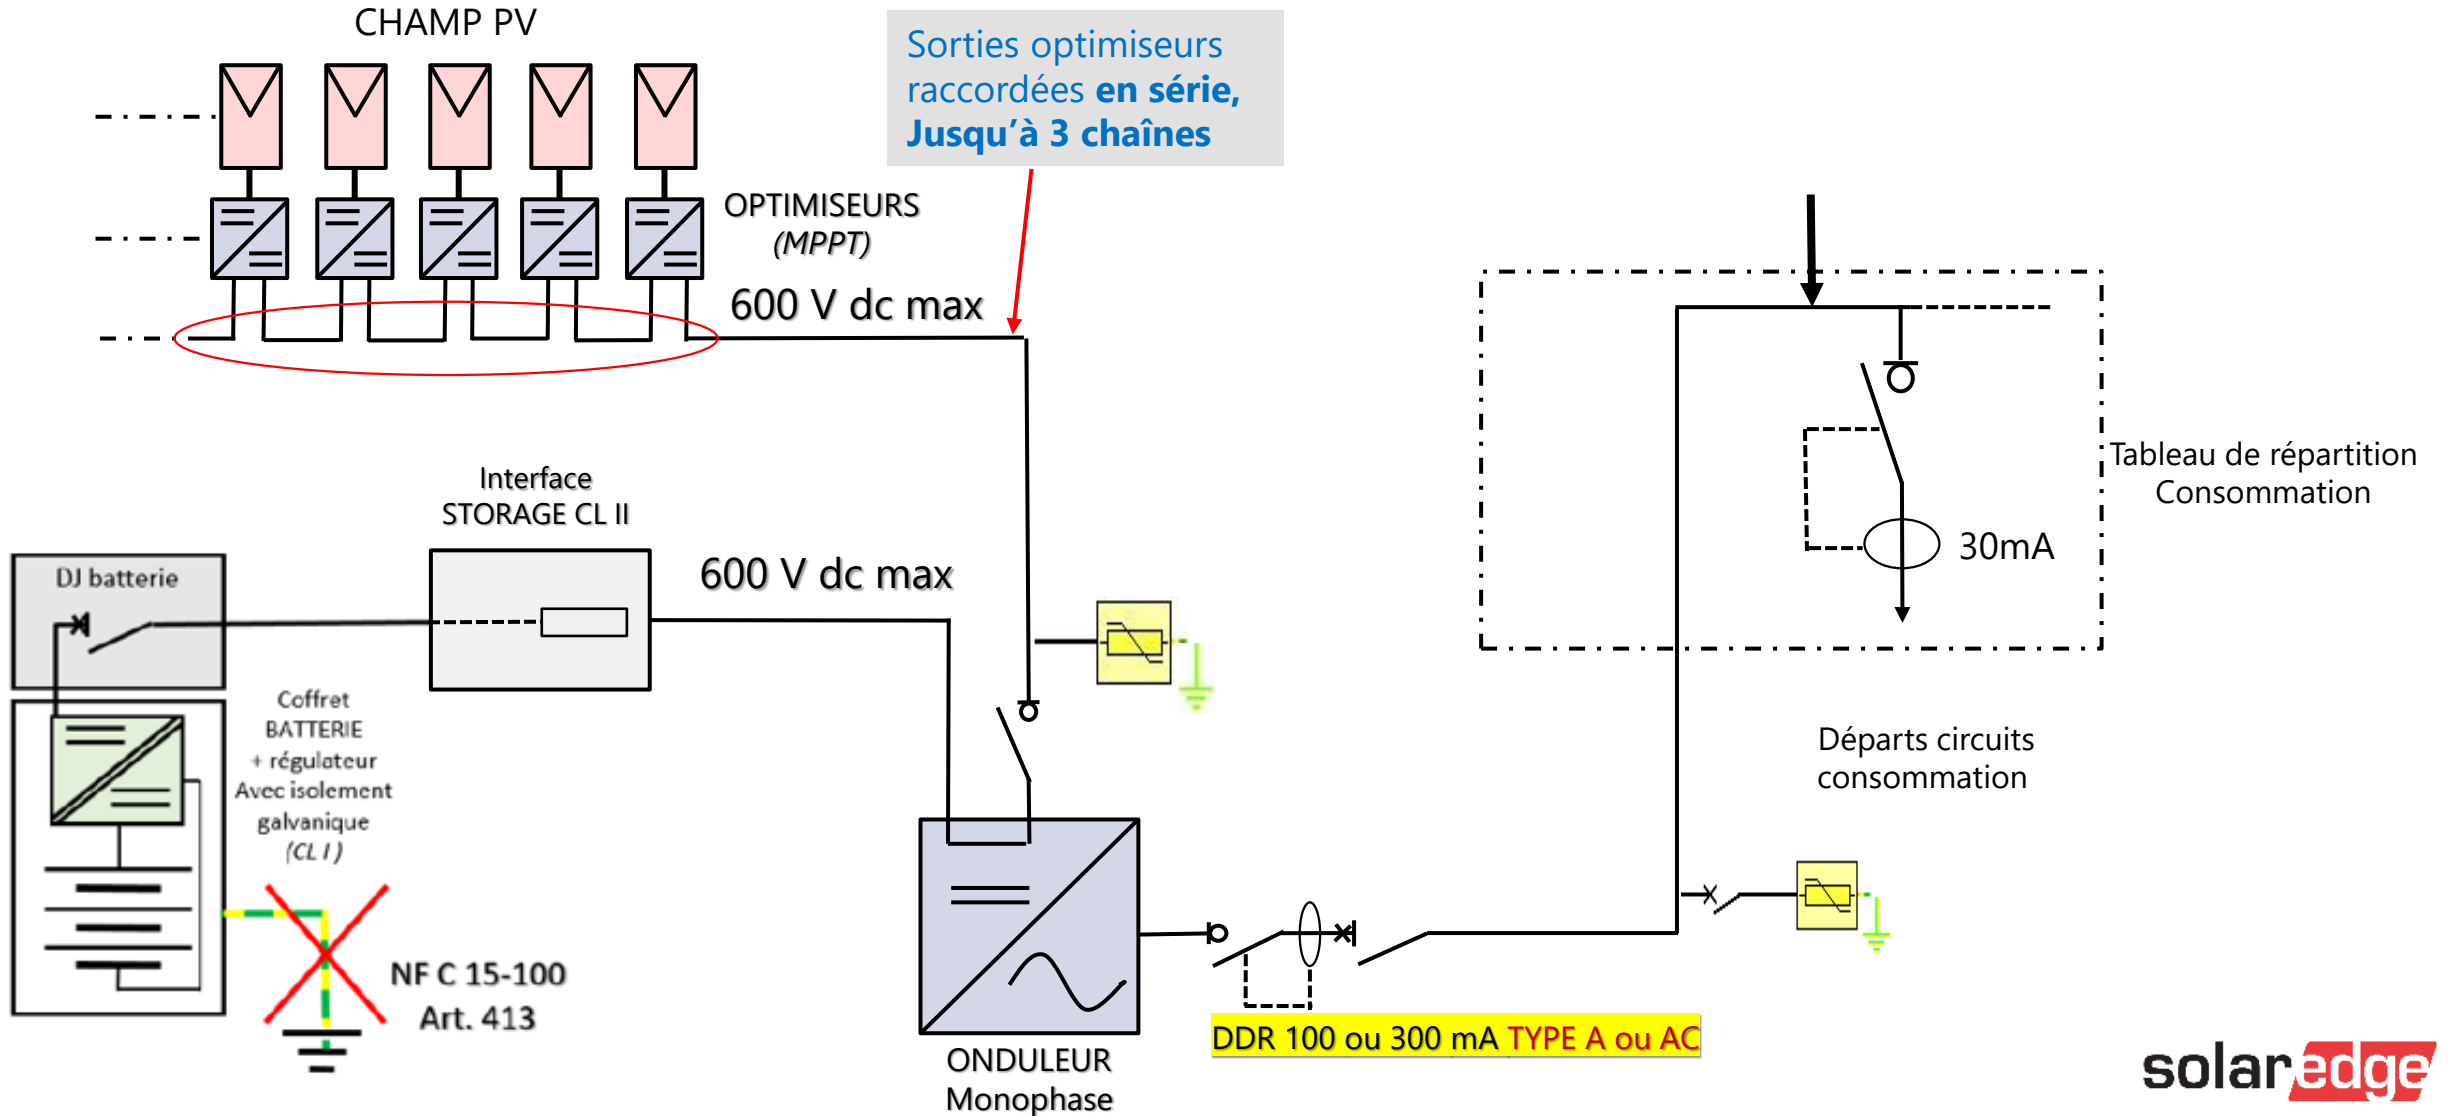 CHAMP PV
Sorties optimiseurs
raccordées en série,
Jusqu’à 3 chaînes
OPTIMISEURS
(MPPT)
600 V dc max
Tableau de répartition
Consommation
30mA
Interface
STORAGE CL II
600 V dc max
DJ batterie
Coffret
BATTERIE
+ régulateur
Avec isolement
galvanique
(CL I)
NF C 15-100
Art. 413
Départs circuits
consommation
DDR 100 ou 300 mA TYPE A ou AC
ONDULEUR
Monophase
solaredge